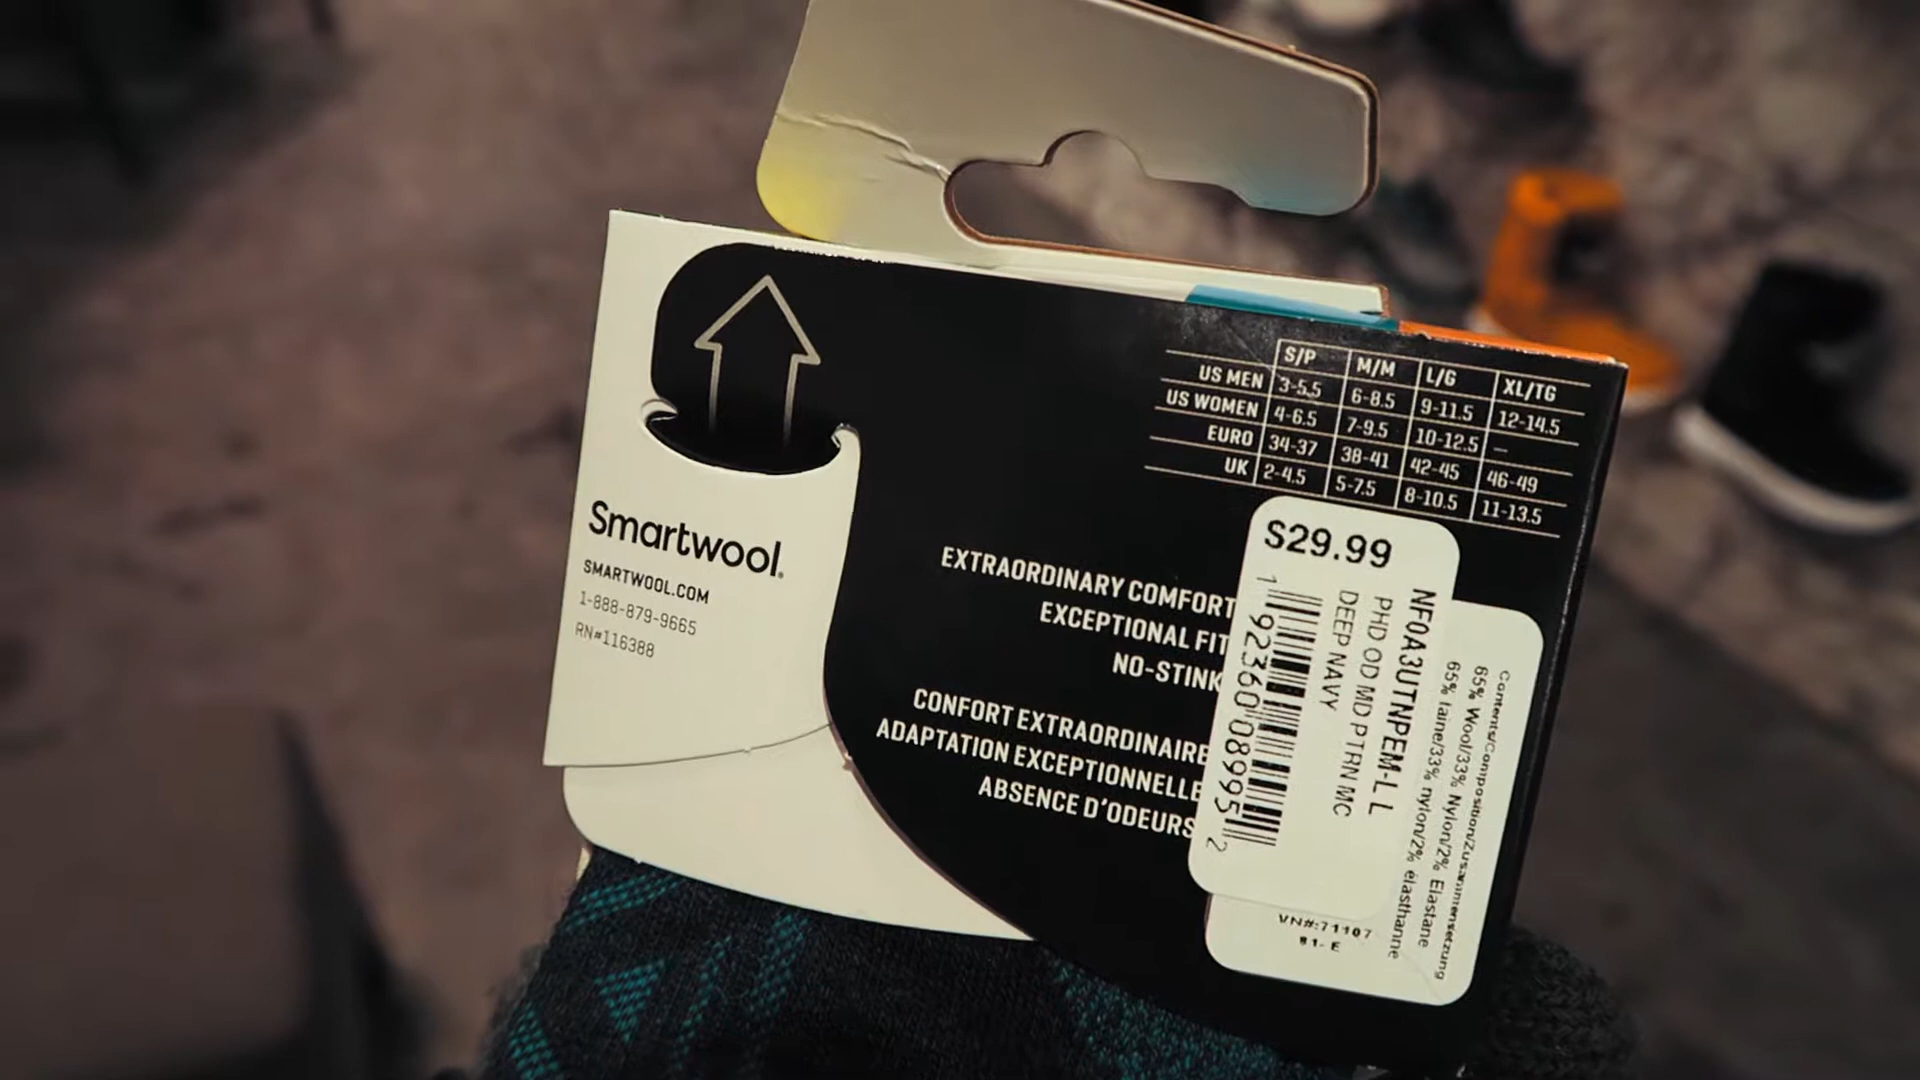 S/P M/M L/G XL/TG
US MEN 3-5.5 6-8.5 9-11.5 12-14.5
US WOMEN 4-6.5 7-9.5 10-12.5 —
EURO 34-37 38-41 42-45 46-49
UK 2-4.5 5-7.5 8-10.5 11-13.5
Smartwool.
SMARTWOOL.COM
1-888-879-9665
RN#116388
EXTRAORDINARY COMFORT
EXCEPTIONAL FIT
NO-STINK
CONFORT EXTRAORDINAIRE
ADAPTATION EXCEPTIONNELLE
ABSENCE D'ODEURS
$29.99
NF0A3UTNPEM-L L
PHD OD MD PTRN MC
DEEP NAVY
1 92360 08995 2
Contents/Composition/Zusammensetzung
65% Wool/33% Nylon/2% Elastane
65% laine/33% nylon/2% élasthanne
VN#:71107
81- E